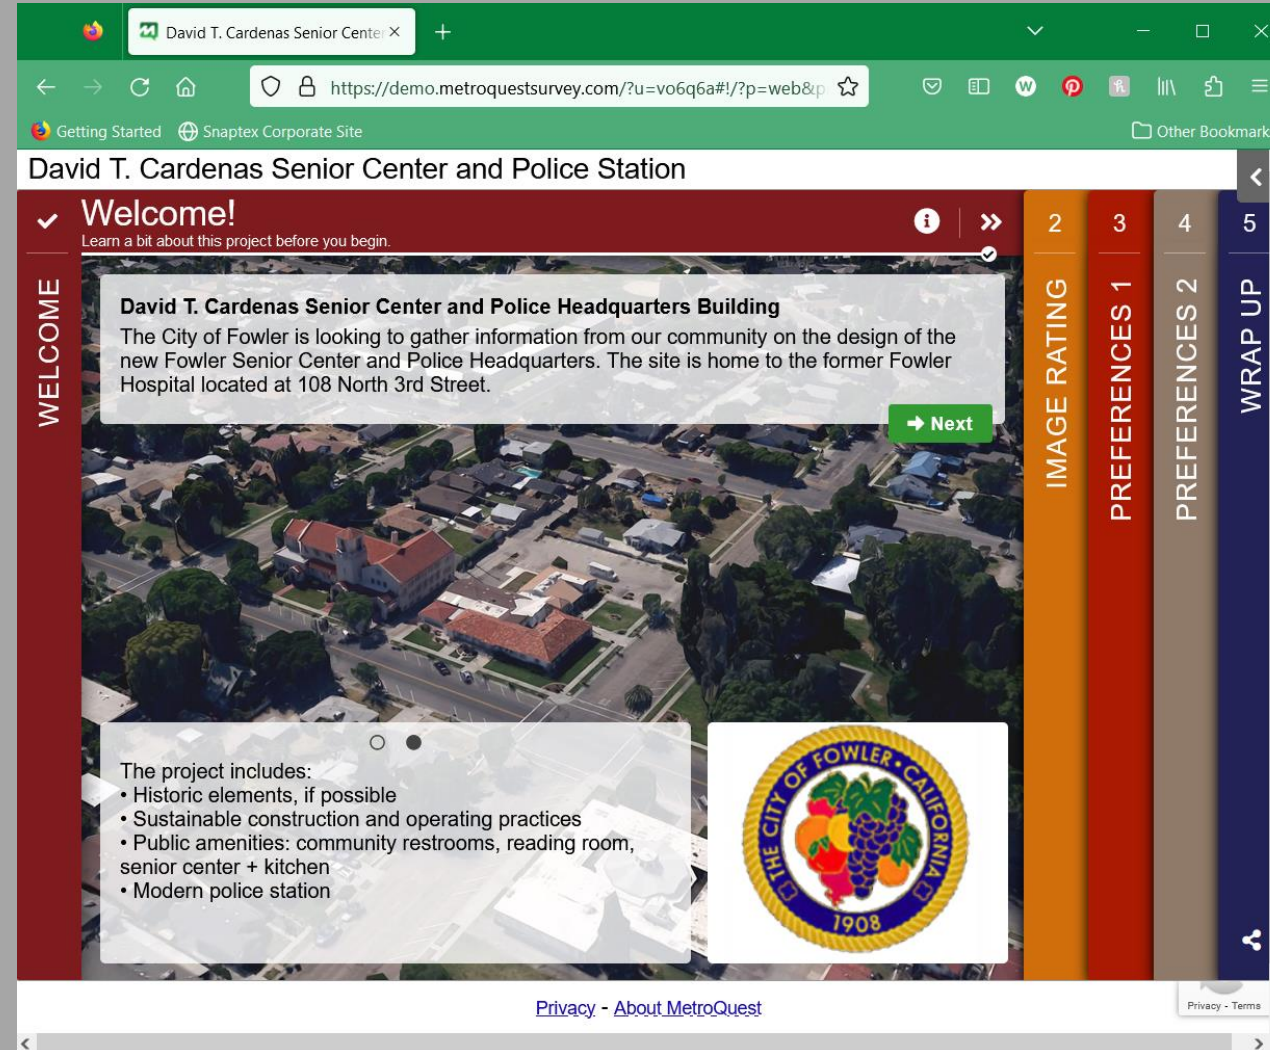 David T. Cardenas Senior Center
https://demo.metroquestsurvey.com/?u=vo6q6a#!/?p=web&p
Getting Started
Snaptex Corporate Site
Other Bookmark
David T. Cardenas Senior Center and Police Station
Welcome!
Learn a bit about this project before you begin.
WELCOME
David T. Cardenas Senior Center and Police Headquarters Building
The City of Fowler is looking to gather information from our community on the design of the
new Fowler Senior Center and Police Headquarters. The site is home to the former Fowler
Hospital located at 108 North 3rd Street.
Next
The project includes:
• Historic elements, if possible
• Sustainable construction and operating practices
• Public amenities: community restrooms, reading room,
senior center + kitchen
• Modern police station
THE CITY OF FOWLER • CALIFORNIA
1908
2
IMAGE RATING
3
PREFERENCES 1
4
PREFERENCES 2
5
WRAP UP
Privacy - About MetroQuest
Privacy - Terms